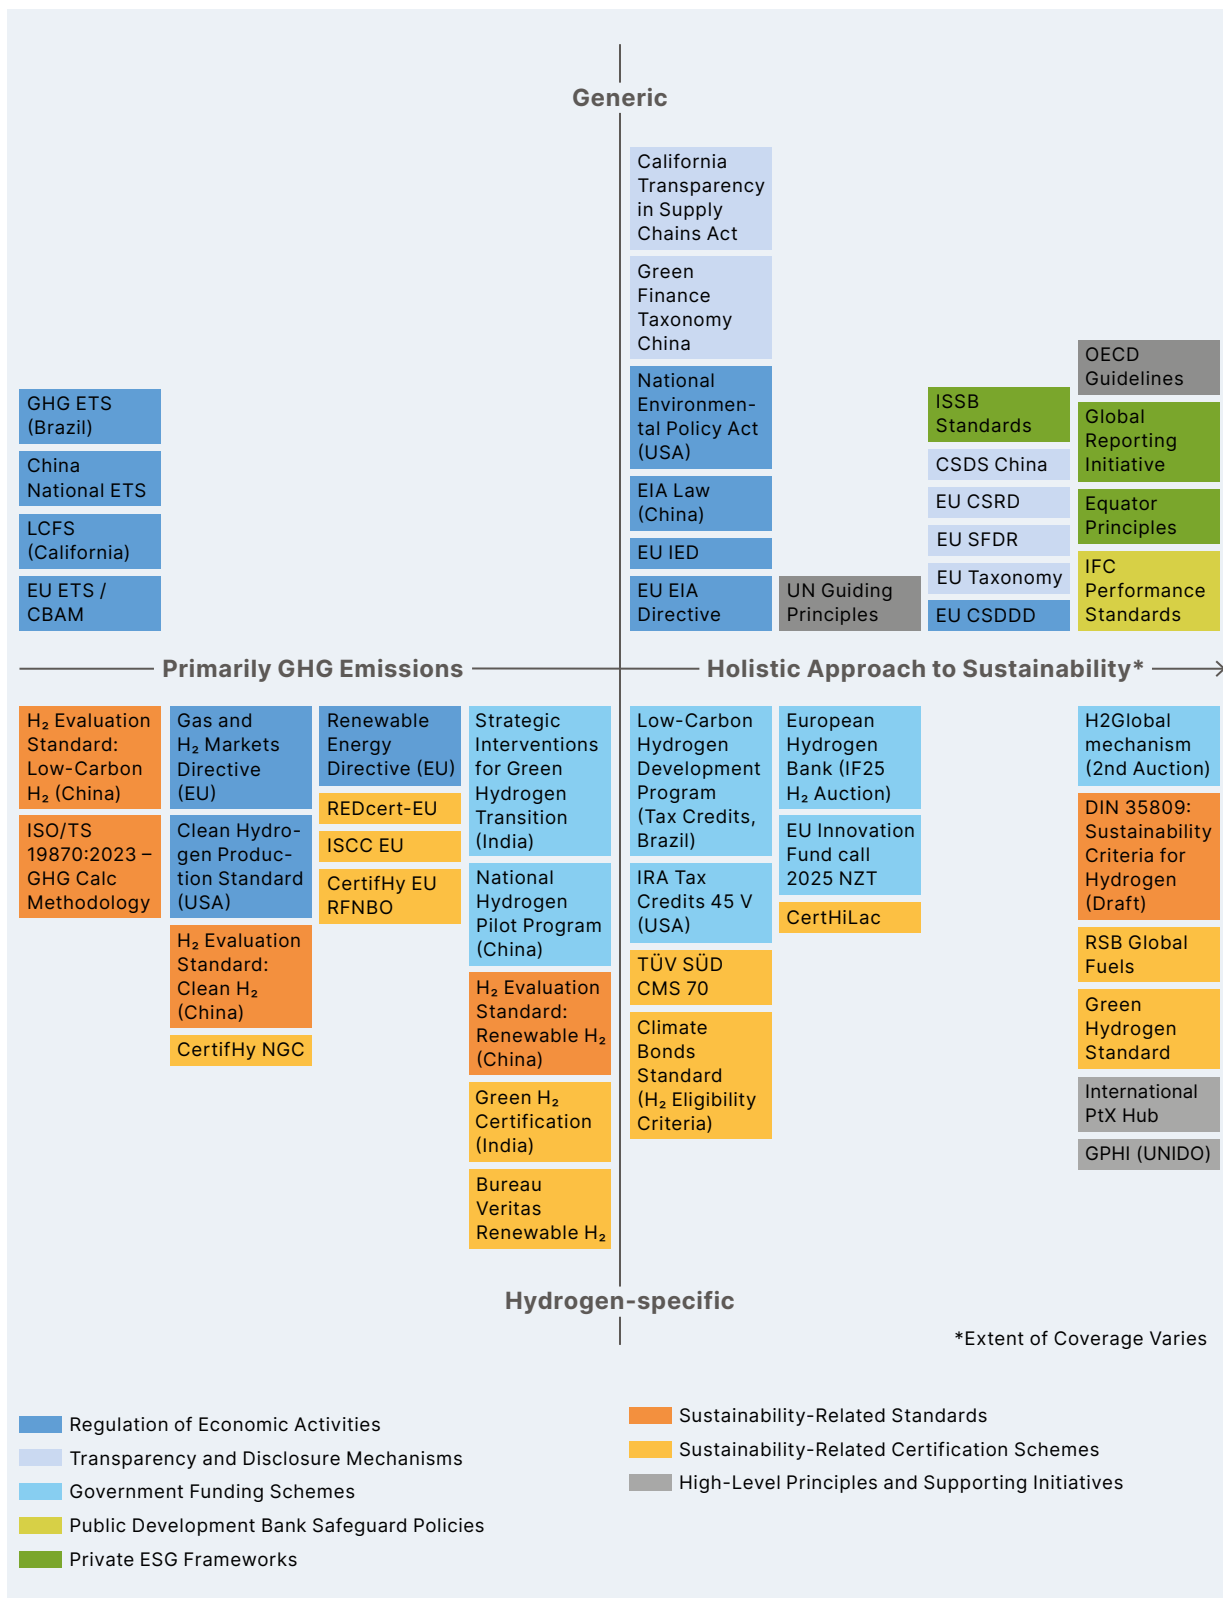 Generic
California
Transparency
in Supply
Chains Act
Green
Finance
Taxonomy
China
National
Environmen-
tal Policy Act
(USA)
EIA Law
(China)
EU IED
EU EIA
Directive
UN Guiding
Principles
ISSB
Standards
CSDS China
EU CSRD
EU SFDR
EU Taxonomy
EU CSDDD
OECD
Guidelines
Global
Reporting
Initiative
Equator
Principles
IFC
Performance
Standards
GHG ETS
(Brazil)
China
National ETS
LCFS
(California)
EU ETS /
CBAM
Primarily GHG Emissions
Holistic Approach to Sustainability*
H₂ Evaluation
Standard:
Low-Carbon
H₂ (China)
ISO/TS
19870:2023 –
GHG Calc
Methodology
Gas and
H₂ Markets
Directive
(EU)
Clean Hydro-
gen Produc-
tion Standard
(USA)
H₂ Evaluation
Standard:
Clean H₂
(China)
CertifHy NGC
Renewable
Energy
Directive (EU)
REDcert-EU
ISCC EU
CertifHy EU
RFNBO
Strategic
Interventions
for Green
Hydrogen
Transition
(India)
National
Hydrogen
Pilot Program
(China)
H₂ Evaluation
Standard:
Renewable H₂
(China)
Green H₂
Certification
(India)
Bureau
Veritas
Renewable H₂
Low-Carbon
Hydrogen
Development
Program
(Tax Credits,
Brazil)
IRA Tax
Credits 45 V
(USA)
TÜV SÜD
CMS 70
Climate
Bonds
Standard
(H₂ Eligibility
Criteria)
European
Hydrogen
Bank (IF25
H₂ Auction)
EU Innovation
Fund call
2025 NZT
CertHiLac
H2Global
mechanism
(2nd Auction)
DIN 35809:
Sustainability
Criteria for
Hydrogen
(Draft)
RSB Global
Fuels
Green
Hydrogen
Standard
International
PtX Hub
GPHI (UNIDO)
Hydrogen-specific
*Extent of Coverage Varies
Regulation of Economic Activities
Transparency and Disclosure Mechanisms
Government Funding Schemes
Public Development Bank Safeguard Policies
Private ESG Frameworks
Sustainability-Related Standards
Sustainability-Related Certification Schemes
High-Level Principles and Supporting Initiatives